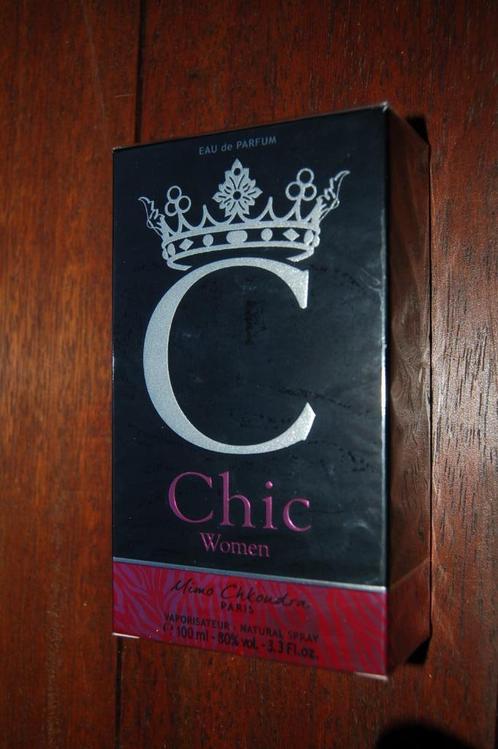 EAU de PARFUM
C
Chic
Women
Mimo Chkoudra
PARIS
VAPORISATEUR - NATURAL SPRAY
e 100 ml - 80% vol. - 3.3 Fl.oz.